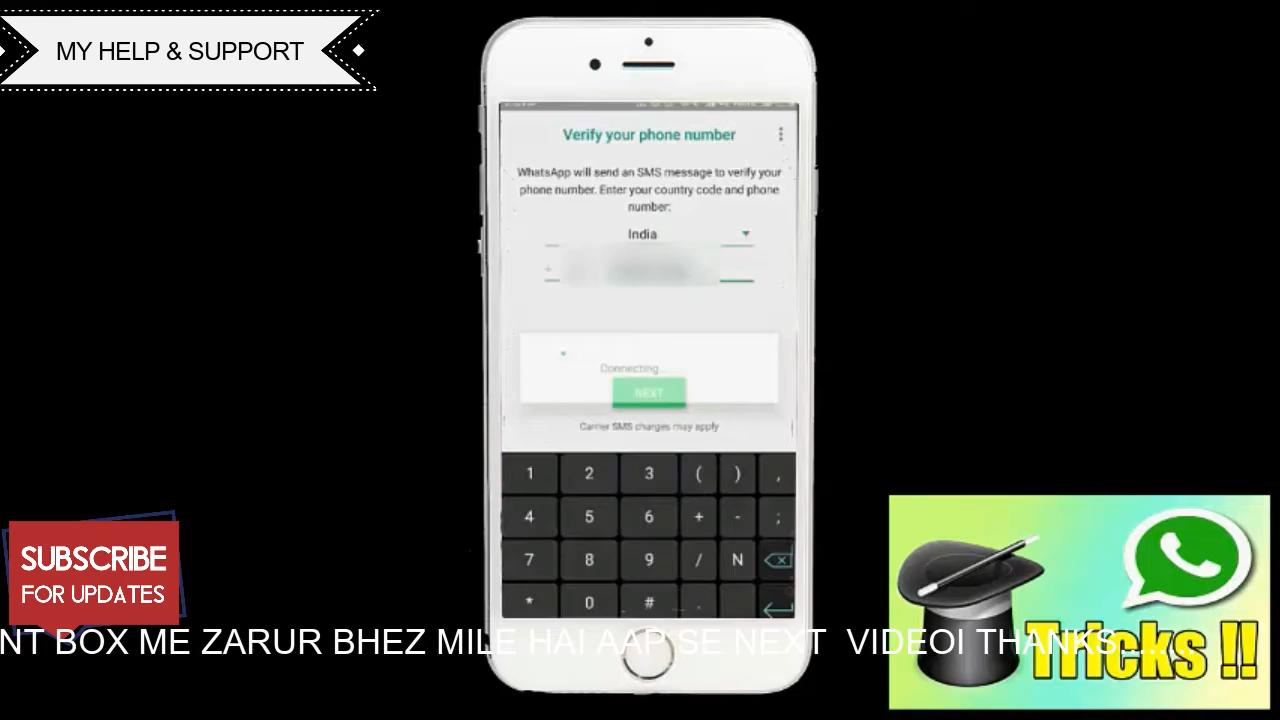 MY HELP & SUPPORT
Verify your phone number
WhatsApp will send an SMS message to verify your
phone number. Enter your country code and phone
number:
India
+
Connecting...
NEXT
Carrier SMS charges may apply
1 2 3 ( ) ,
4 5 6 + - ;
7 8 9 / N
* 0 # .
SUBSCRIBE
FOR UPDATES
NT BOX ME ZARUR BHEZ MILE HAI AAP SE NEXT VIDEOI THANKS......
Tricks !!